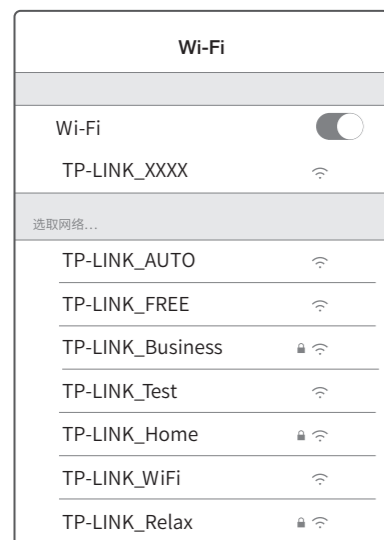 Wi-Fi
Wi-Fi
TP-LINK_XXXX
选取网络...
TP-LINK_AUTO
TP-LINK_FREE
TP-LINK_Business
TP-LINK_Test
TP-LINK_Home
TP-LINK_WiFi
TP-LINK_Relax